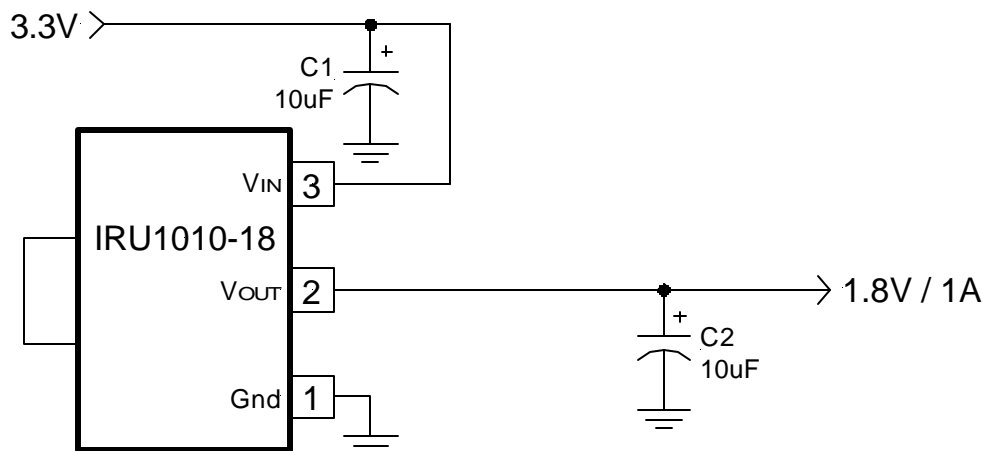 3.3V
+
C1
10uF
VIN
3
IRU1010-18
VOUT
2
1.8V / 1A
+
C2
10uF
Gnd
1